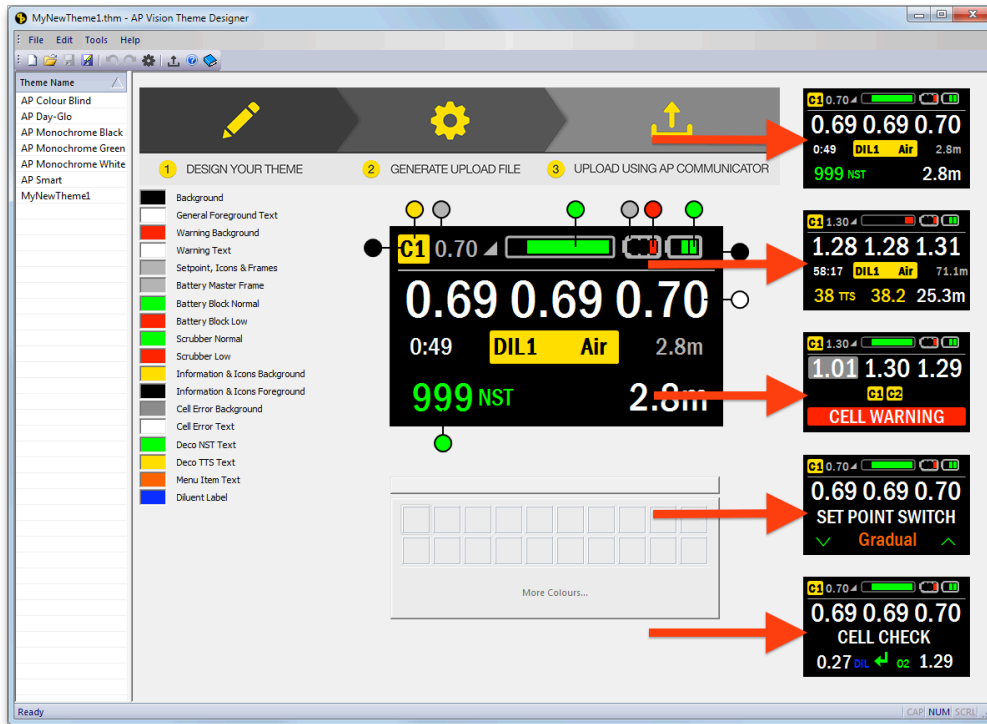 MyNewTheme1.thm - AP Vision Theme Designer
File Edit Tools Help
Theme Name
AP Colour Blind
AP Day-Glo
AP Monochrome Black
AP Monochrome Green
AP Monochrome White
AP Smart
MyNewTheme1
1 DESIGN YOUR THEME
2 GENERATE UPLOAD FILE
3 UPLOAD USING AP COMMUNICATOR
Background
General Foreground Text
Warning Background
Warning Text
Setpoint, Icons & Frames
Battery Master Frame
Battery Block Normal
Battery Block Low
Scrubber Normal
Scrubber Low
Information & Icons Background
Information & Icons Foreground
Cell Error Background
Cell Error Text
Deco NST Text
Deco TTS Text
Menu Item Text
Diluent Label
C1 0.70
0.69 0.69 0.70
0:49 DIL1 Air 2.8m
999 NST 2.8m
More Colours...
C1 0.70
0.69 0.69 0.70
0:49 DIL1 Air 2.8m
999 NST 2.8m
C1 1.30
1.28 1.28 1.31
58:17 DIL1 Air 71.1m
38 TTS 38.2 25.3m
C1 1.30
1.01 1.30 1.29
C1 C2
CELL WARNING
C1 0.70
0.69 0.69 0.70
SET POINT SWITCH
Gradual
C1 0.70
0.69 0.69 0.70
CELL CHECK
0.27 DIL O2 1.29
Ready
CAP NUM SCRL